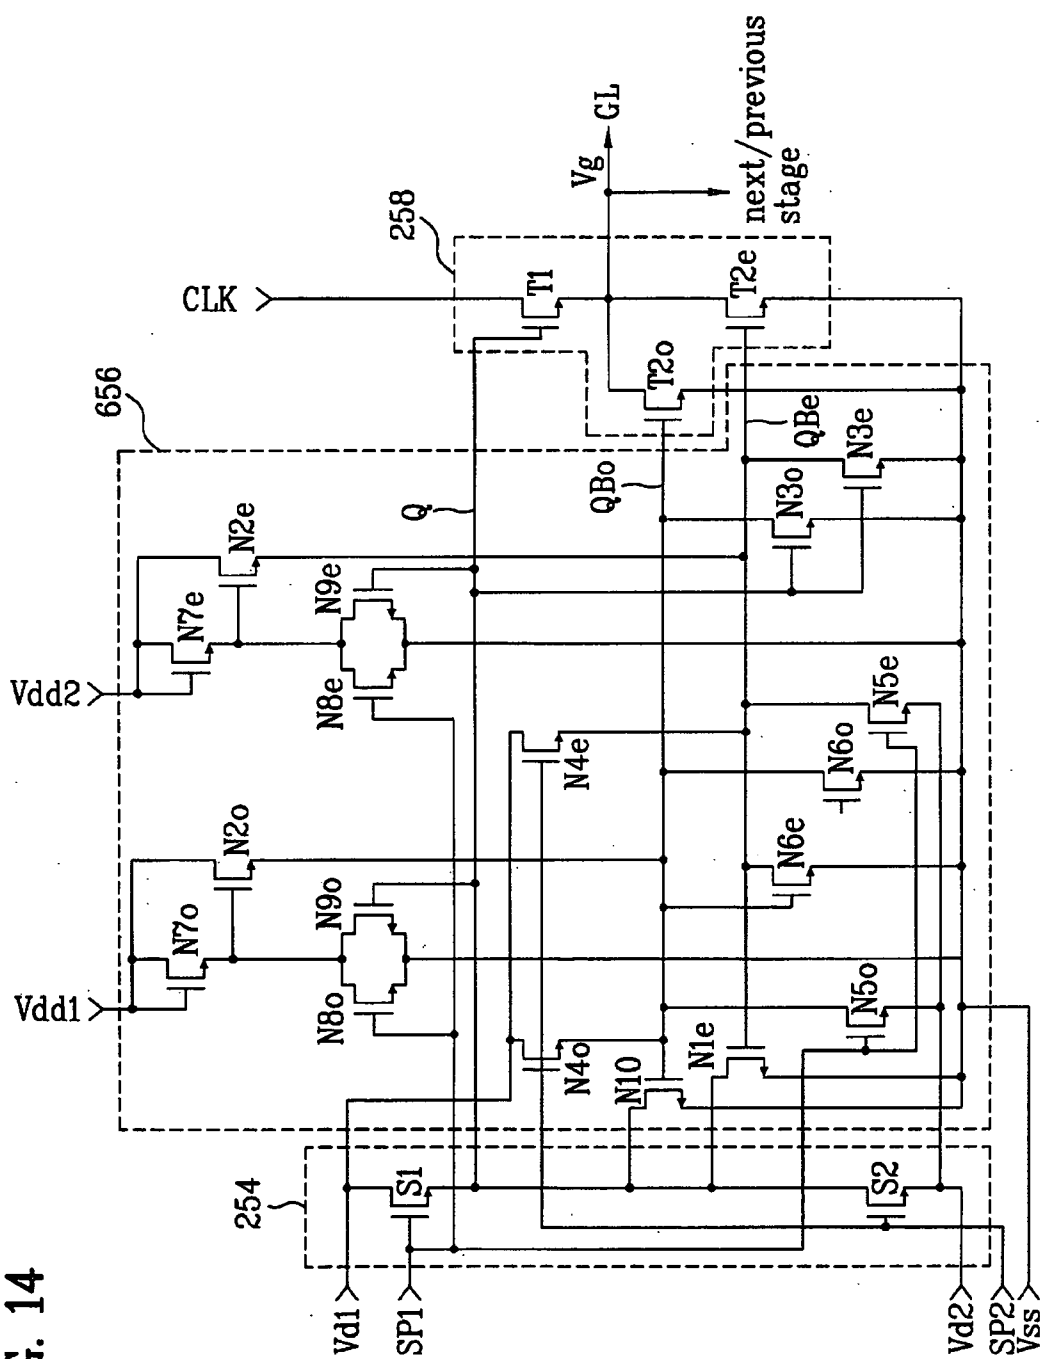 G. 14
CLK
258
656
Vg
GL
next/previous
stage
T1
T2e
T2o
Vdd2
N7e
N2e
Q
QBo
QBe
N9e
N8e
N3o
N3e
Vdd1
N7o
N2o
N4e
N5e
N6o
N9o
N8o
N6e
N4o
N5o
N10
N1e
254
S1
S2
Vd1
SP1
Vd2
SP2
Vss